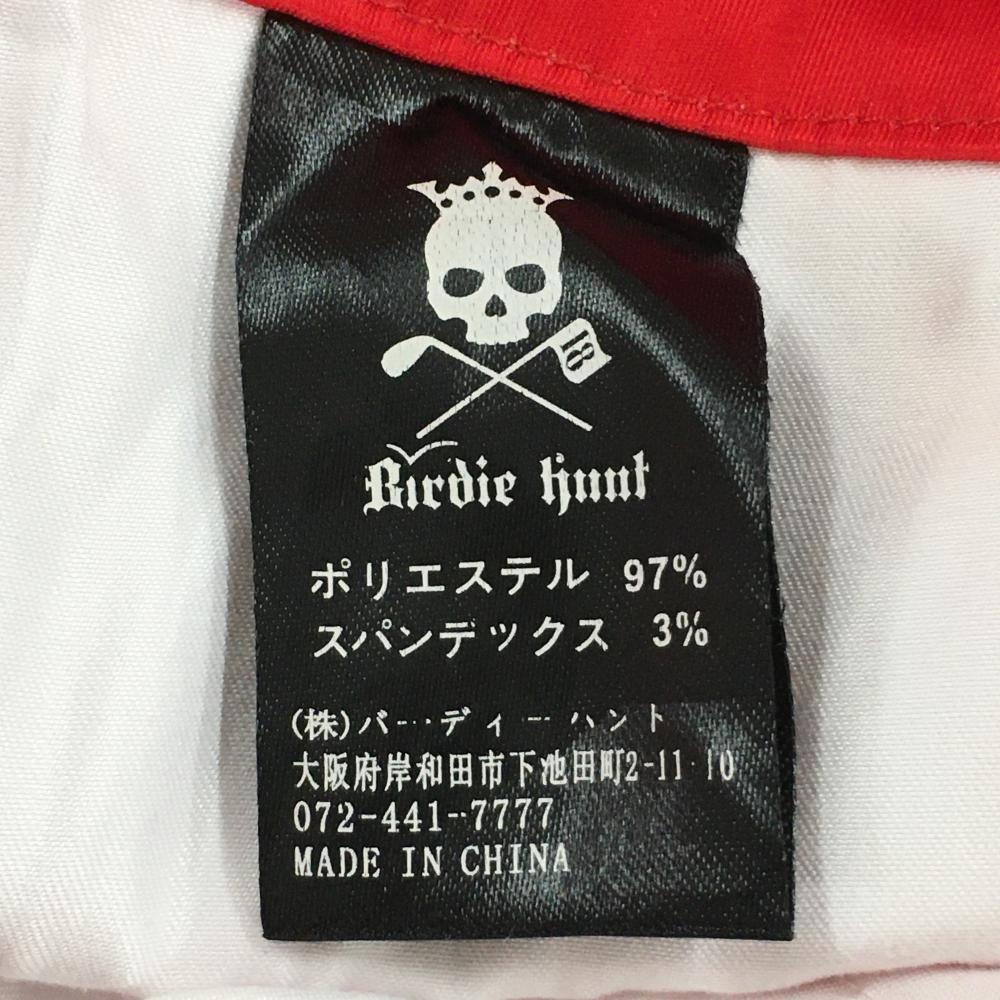 18
Birdie Hunt
ポリエステル 97%
スパンデックス 3%
(株)バーディーハント
大阪府岸和田市下池田町2-11-10
072-441-7777
MADE IN CHINA